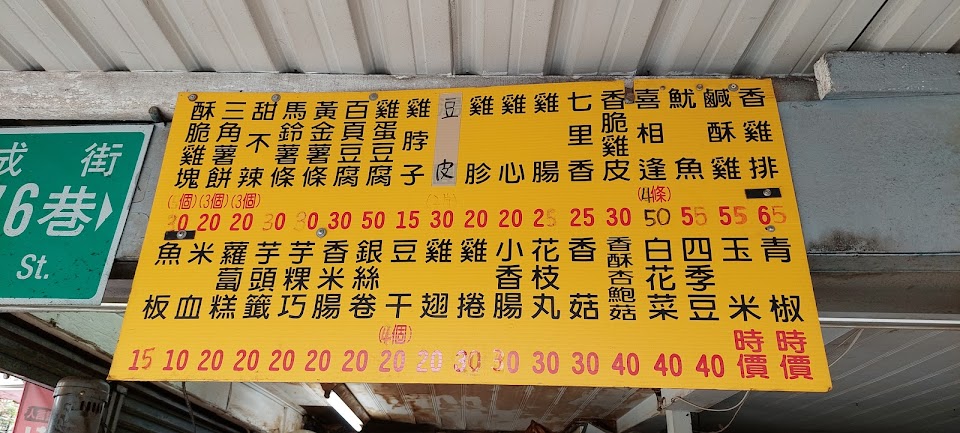 香雞排
鹹酥雞
魷魚
喜相逢
(4條)
香脆雞皮
七里香
雞腸
雞心
雞胗
豆皮
雞脖子
雞蛋豆腐
百頁豆腐
黃金薯條
馬鈴薯條
甜不辣
(3個)
三角薯餅
(3個)
酥脆雞塊
個)
30 20 20 30 30 30 50 15 30 20 20 25 25 30 50 55 55 65
青椒
玉米
四季豆
白花菜
香酥杏鮑菇
香菇
花枝丸
小香腸
雞捲
雞翅
豆干
(4個)
銀絲卷
香米腸
芋粿巧
芋頭籤
蘿蔔糕
米血
魚板
15 10 20 20 20 20 20 20 20 30 30 30 30 40 40 40 時價 時價
街
16巷
St.